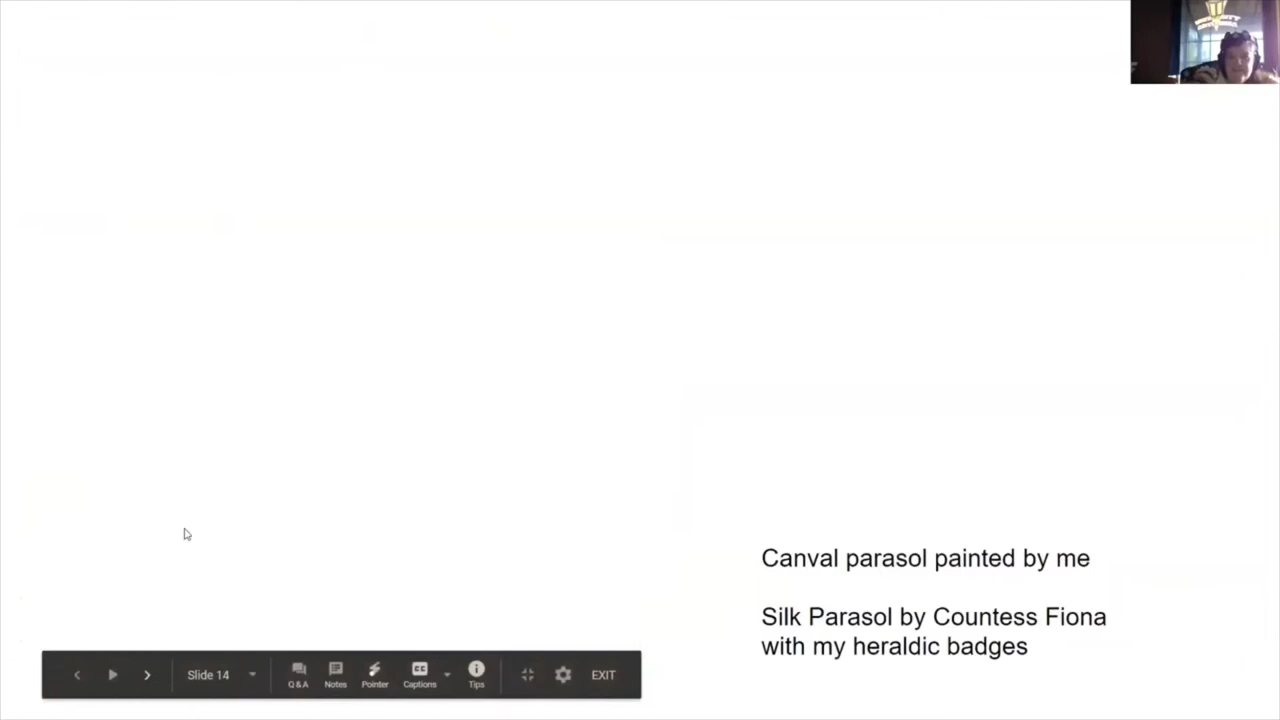 Canval parasol painted by me
Silk Parasol by Countess Fiona
with my heraldic badges
Slide 14
Q & A
Notes
CC
Pointer
Captions
Tips
EXIT